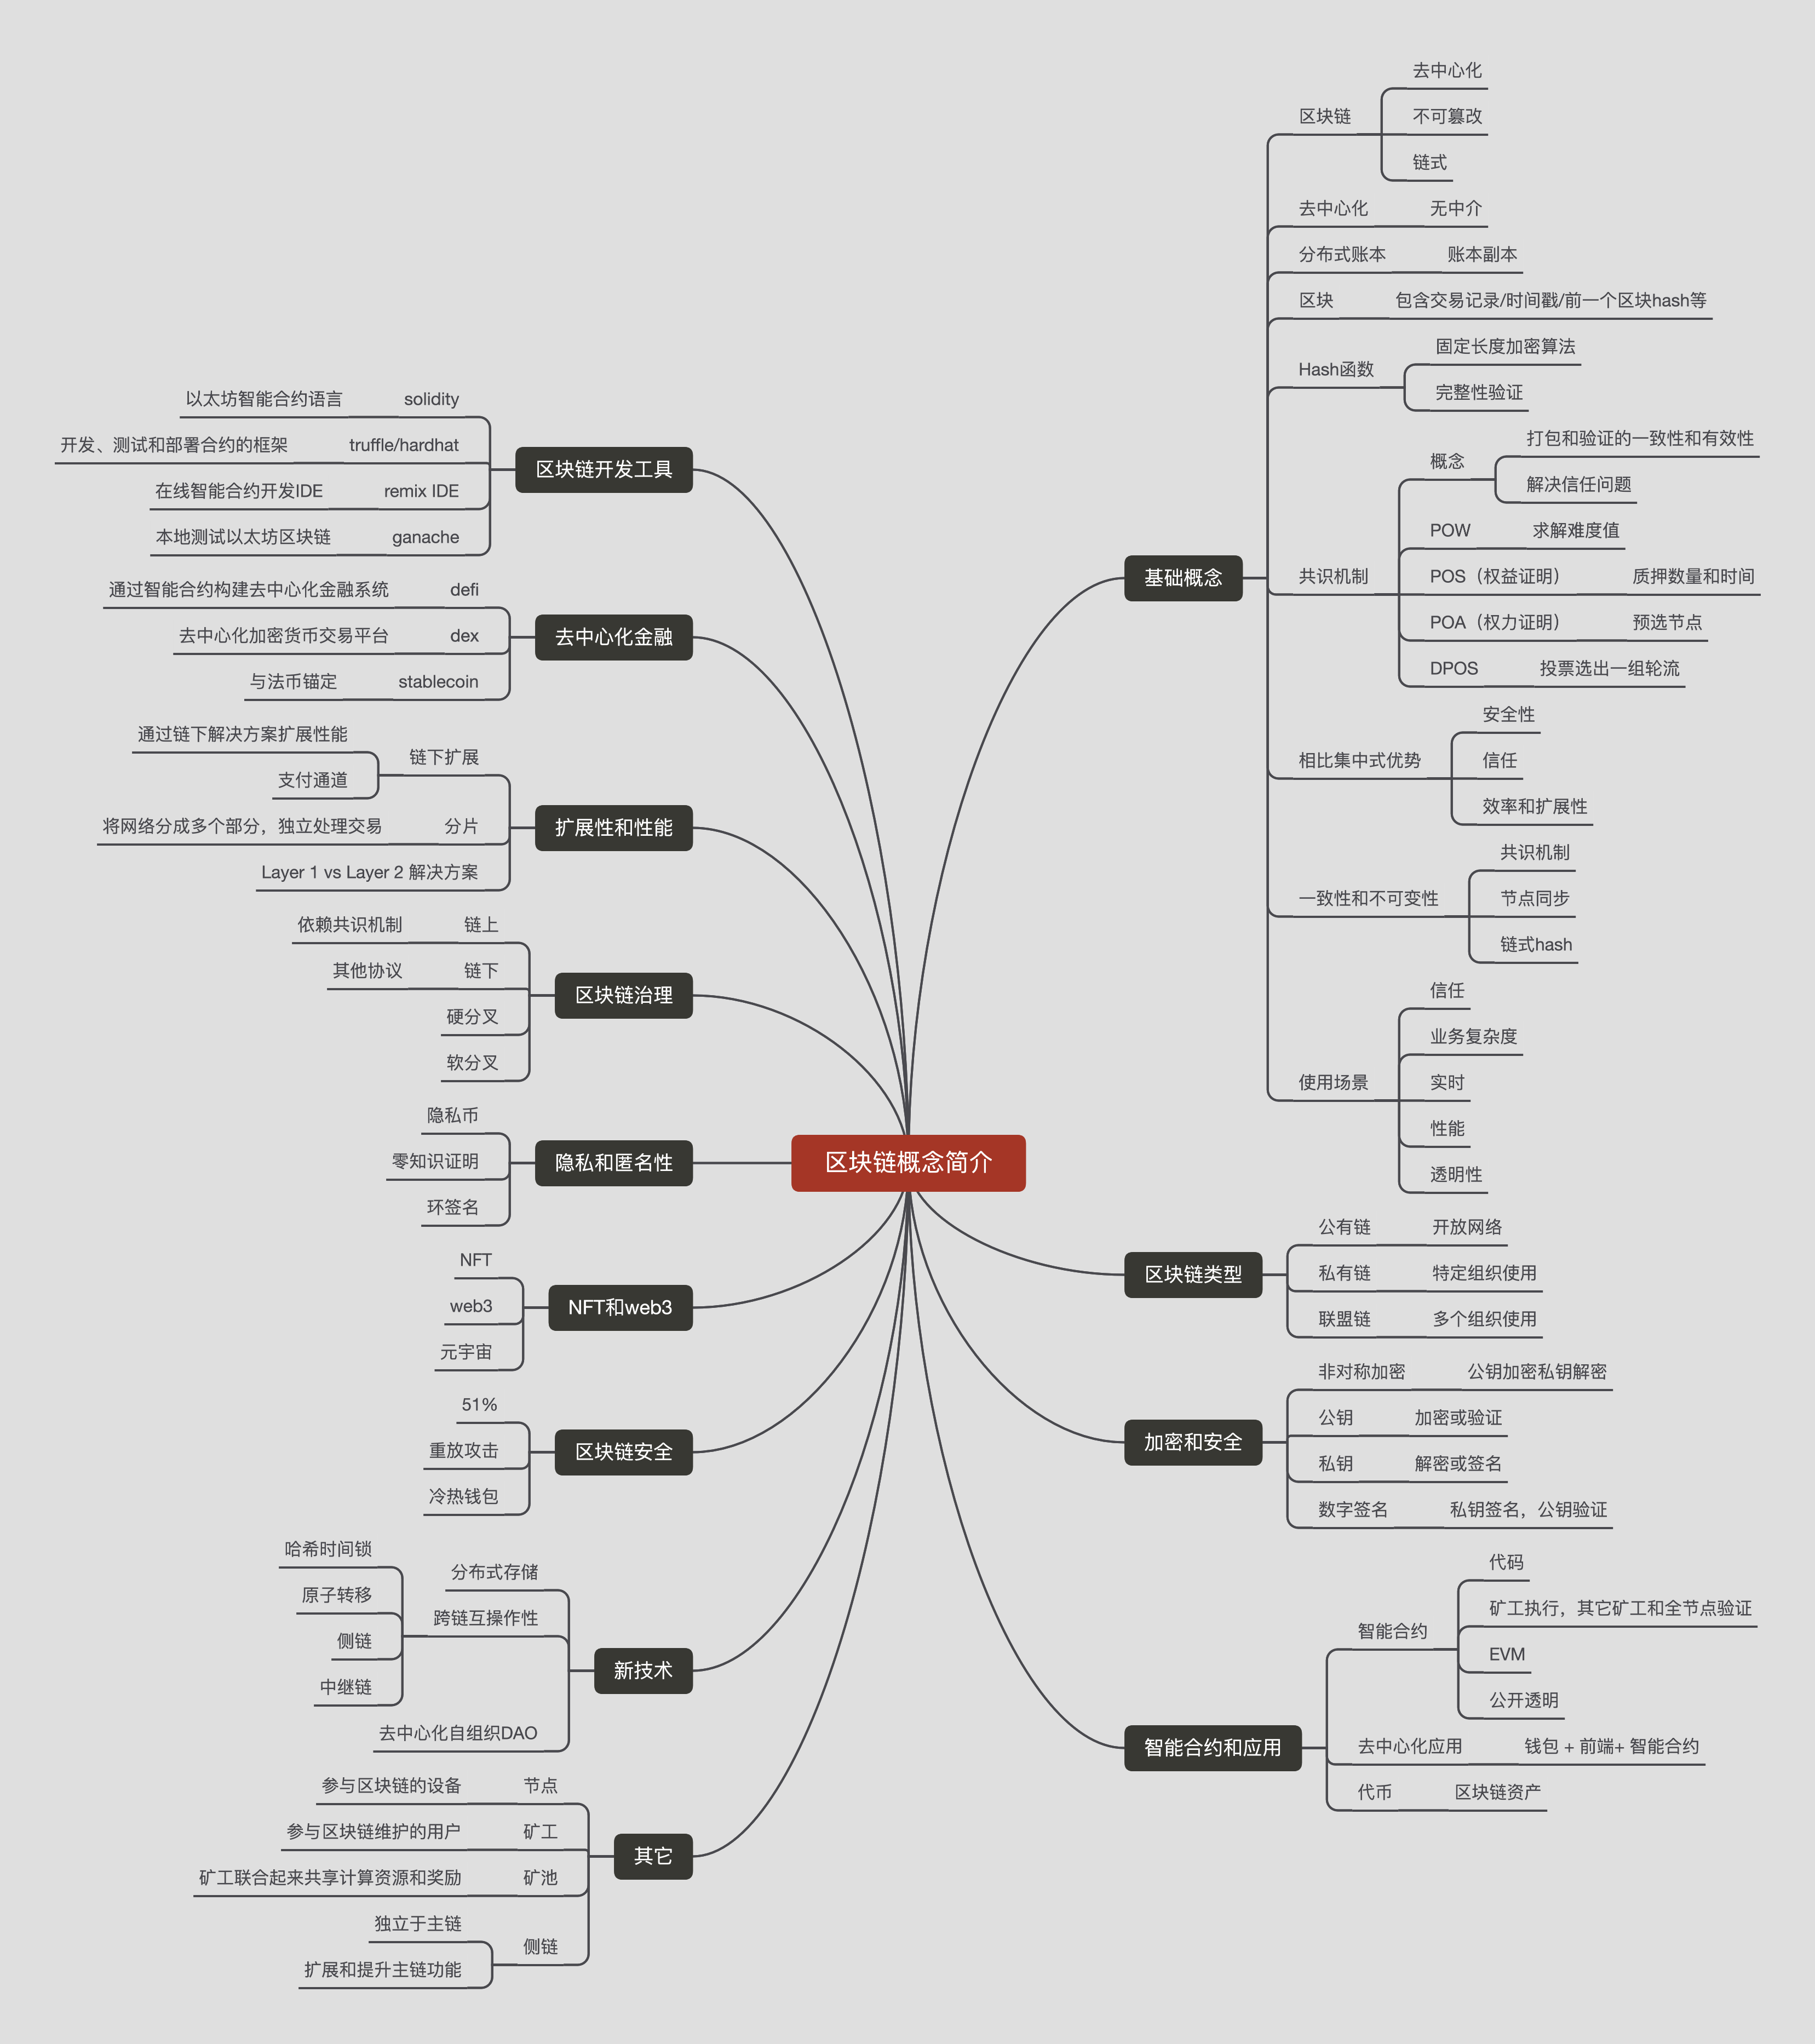 区块链概念简介
基础概念
区块链
去中心化
不可篡改
链式
去中心化
无中介
分布式账本
账本副本
区块
包含交易记录/时间戳/前一个区块hash等
Hash函数
固定长度加密算法
完整性验证
共识机制
概念
打包和验证的一致性和有效性
解决信任问题
POW
求解难度值
POS（权益证明）
质押数量和时间
POA（权力证明）
预选节点
DPOS
投票选出一组轮流
相比集中式优势
安全性
信任
效率和扩展性
一致性和不可变性
共识机制
节点同步
链式hash
使用场景
信任
业务复杂度
实时
性能
透明性
区块链类型
公有链
开放网络
私有链
特定组织使用
联盟链
多个组织使用
加密和安全
非对称加密
公钥加密私钥解密
公钥
加密或验证
私钥
解密或签名
数字签名
私钥签名，公钥验证
智能合约和应用
智能合约
代码
矿工执行，其它矿工和全节点验证
EVM
公开透明
去中心化应用
钱包 + 前端+ 智能合约
代币
区块链资产
区块链开发工具
solidity
以太坊智能合约语言
truffle/hardhat
开发、测试和部署合约的框架
remix IDE
在线智能合约开发IDE
ganache
本地测试以太坊区块链
去中心化金融
defi
通过智能合约构建去中心化金融系统
dex
去中心化加密货币交易平台
stablecoin
与法币锚定
扩展性和性能
链下扩展
通过链下解决方案扩展性能
支付通道
分片
将网络分成多个部分，独立处理交易
Layer 1 vs Layer 2 解决方案
区块链治理
链上
依赖共识机制
链下
其他协议
硬分叉
软分叉
隐私和匿名性
隐私币
零知识证明
环签名
NFT和web3
NFT
web3
元宇宙
区块链安全
51%
重放攻击
冷热钱包
新技术
分布式存储
跨链互操作性
哈希时间锁
原子转移
侧链
中继链
去中心化自组织DAO
其它
节点
参与区块链的设备
矿工
参与区块链维护的用户
矿池
矿工联合起来共享计算资源和奖励
侧链
独立于主链
扩展和提升主链功能